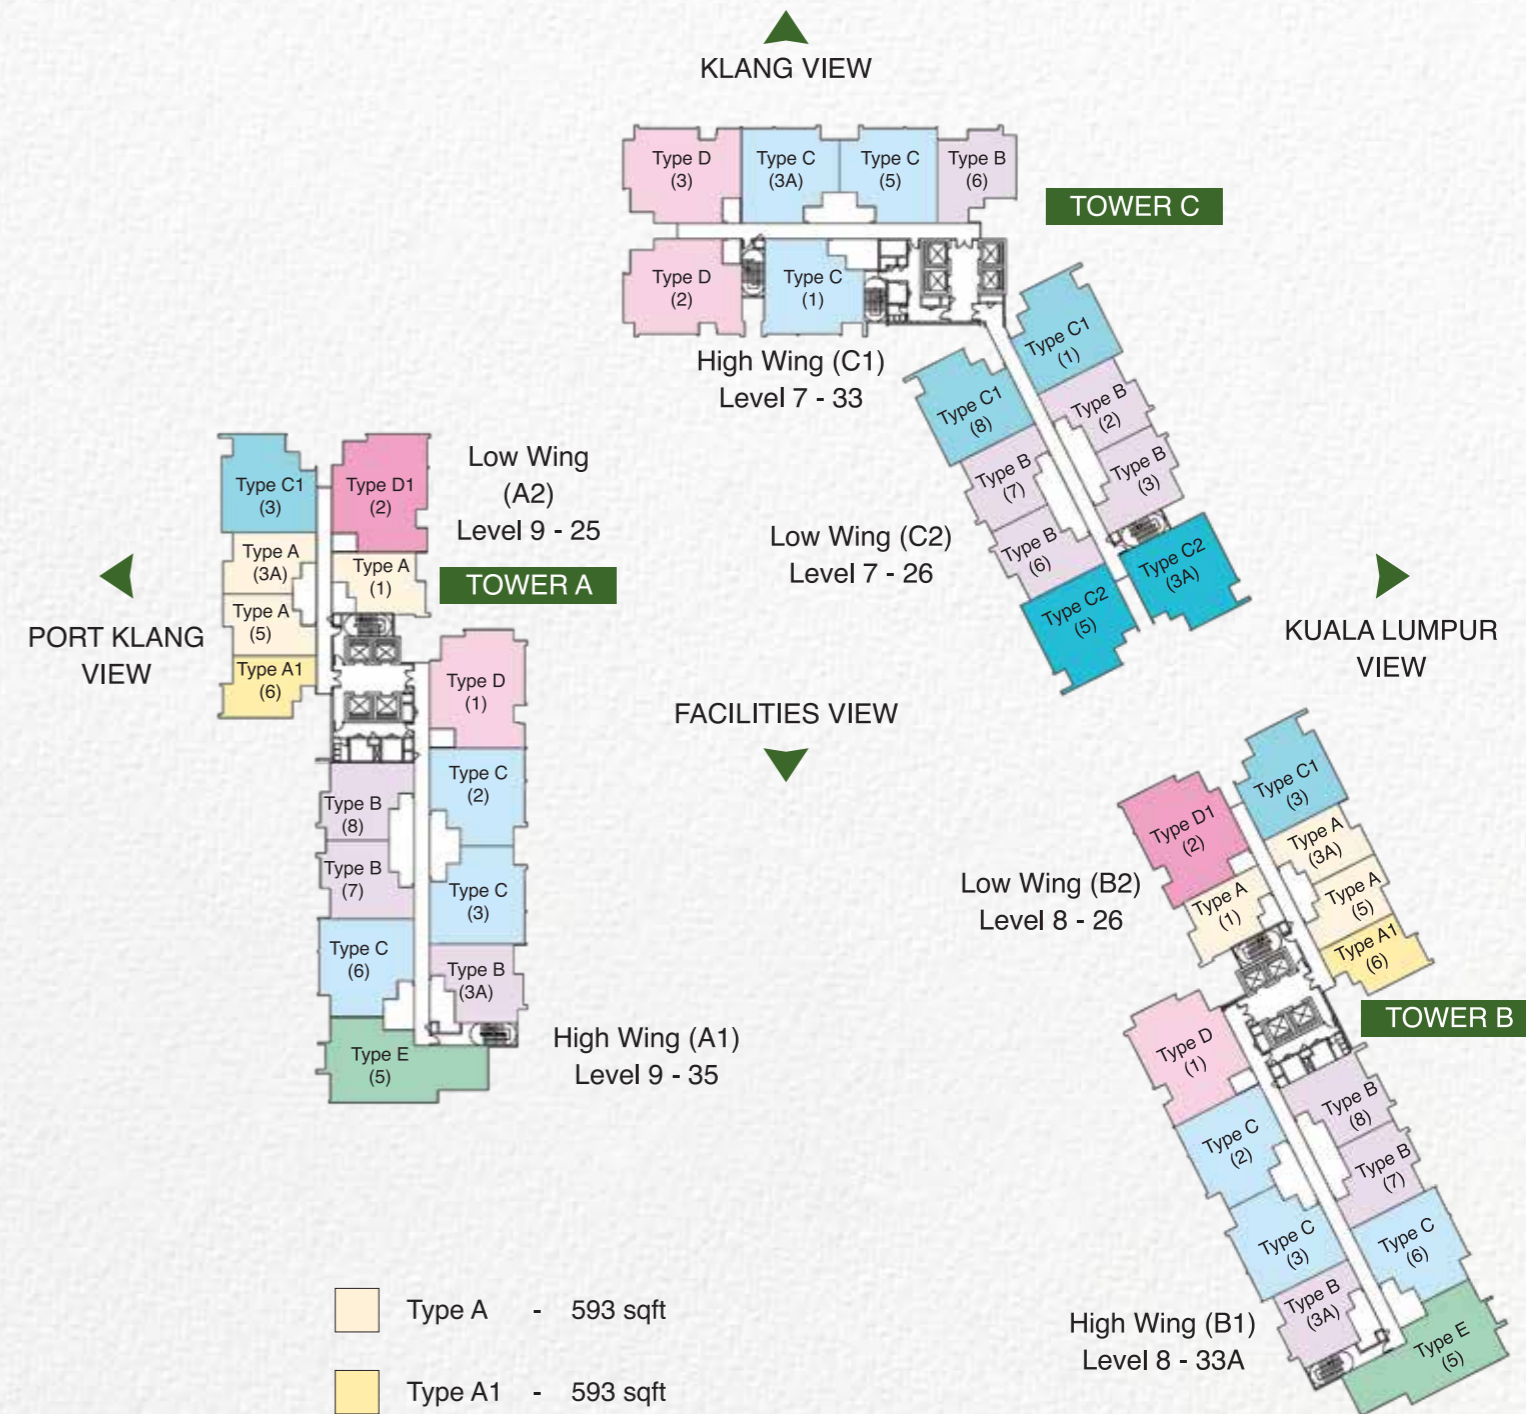 KLANG VIEW
Type D
(3)
Type C
(3A)
Type C
(5)
Type B
(6)
TOWER C
Type D
(2)
Type C
(1)
High Wing (C1)
Level 7 - 33
Type C1
(1)
Type B
(2)
Type B
(3)
Type C2
(3A)
Type C1
(8)
Type B
(7)
Type B
(6)
Type C2
(5)
Low Wing (C2)
Level 7 - 26
Type C1
(3)
Type D1
(2)
Low Wing
(A2)
Level 9 - 25
Type A
(3A)
Type A
(1)
TOWER A
Type A
(5)
Type A1
(6)
PORT KLANG
VIEW
KUALA LUMPUR
VIEW
FACILITIES VIEW
Type D
(1)
Type C
(2)
Type B
(8)
Type B
(7)
Type C
(3)
Type C
(6)
Type B
(3A)
Type E
(5)
High Wing (A1)
Level 9 - 35
Type C1
(3)
Type D1
(2)
Type A
(3A)
Type A
(5)
Type A
(1)
Type A1
(6)
Low Wing (B2)
Level 8 - 26
TOWER B
Type D
(1)
Type B
(8)
Type C
(2)
Type B
(7)
Type C
(3)
Type C
(6)
Type B
(3A)
Type E
(5)
High Wing (B1)
Level 8 - 33A
Type A - 593 sqft
Type A1 - 593 sqft